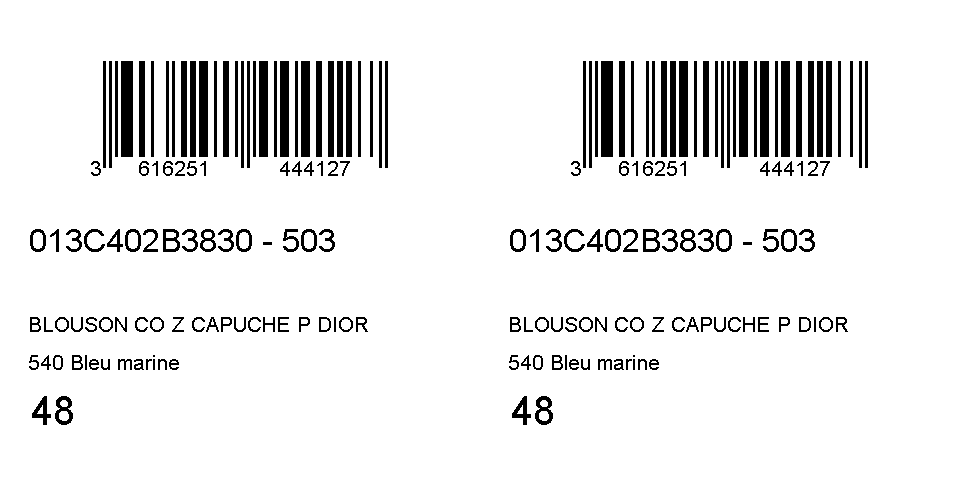 3 616251 444127
013C402B3830 - 503
BLOUSON CO Z CAPUCHE P DIOR
540 Bleu marine
48
3 616251 444127
013C402B3830 - 503
BLOUSON CO Z CAPUCHE P DIOR
540 Bleu marine
48